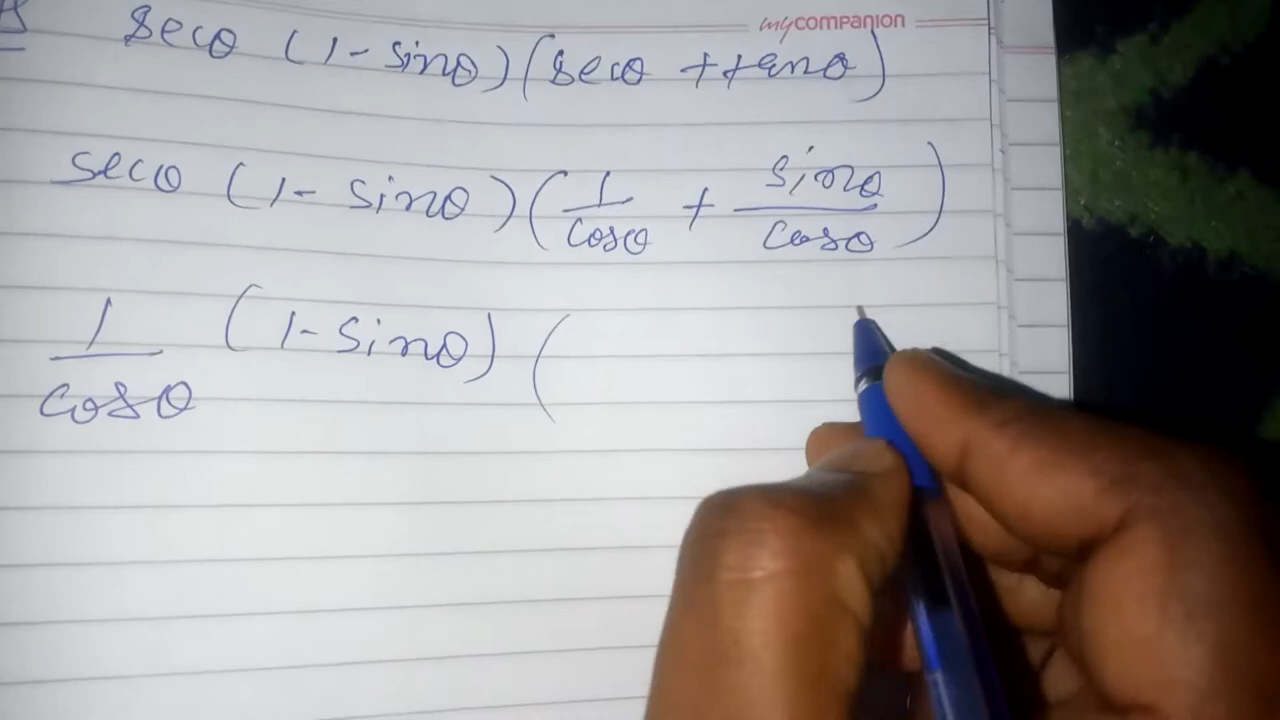 mycompanion
secθ (1-sinθ)(secθ + tanθ)
secθ (1- sinθ)(1/cosθ + sinθ/cosθ)
1/cosθ (1-sinθ)(